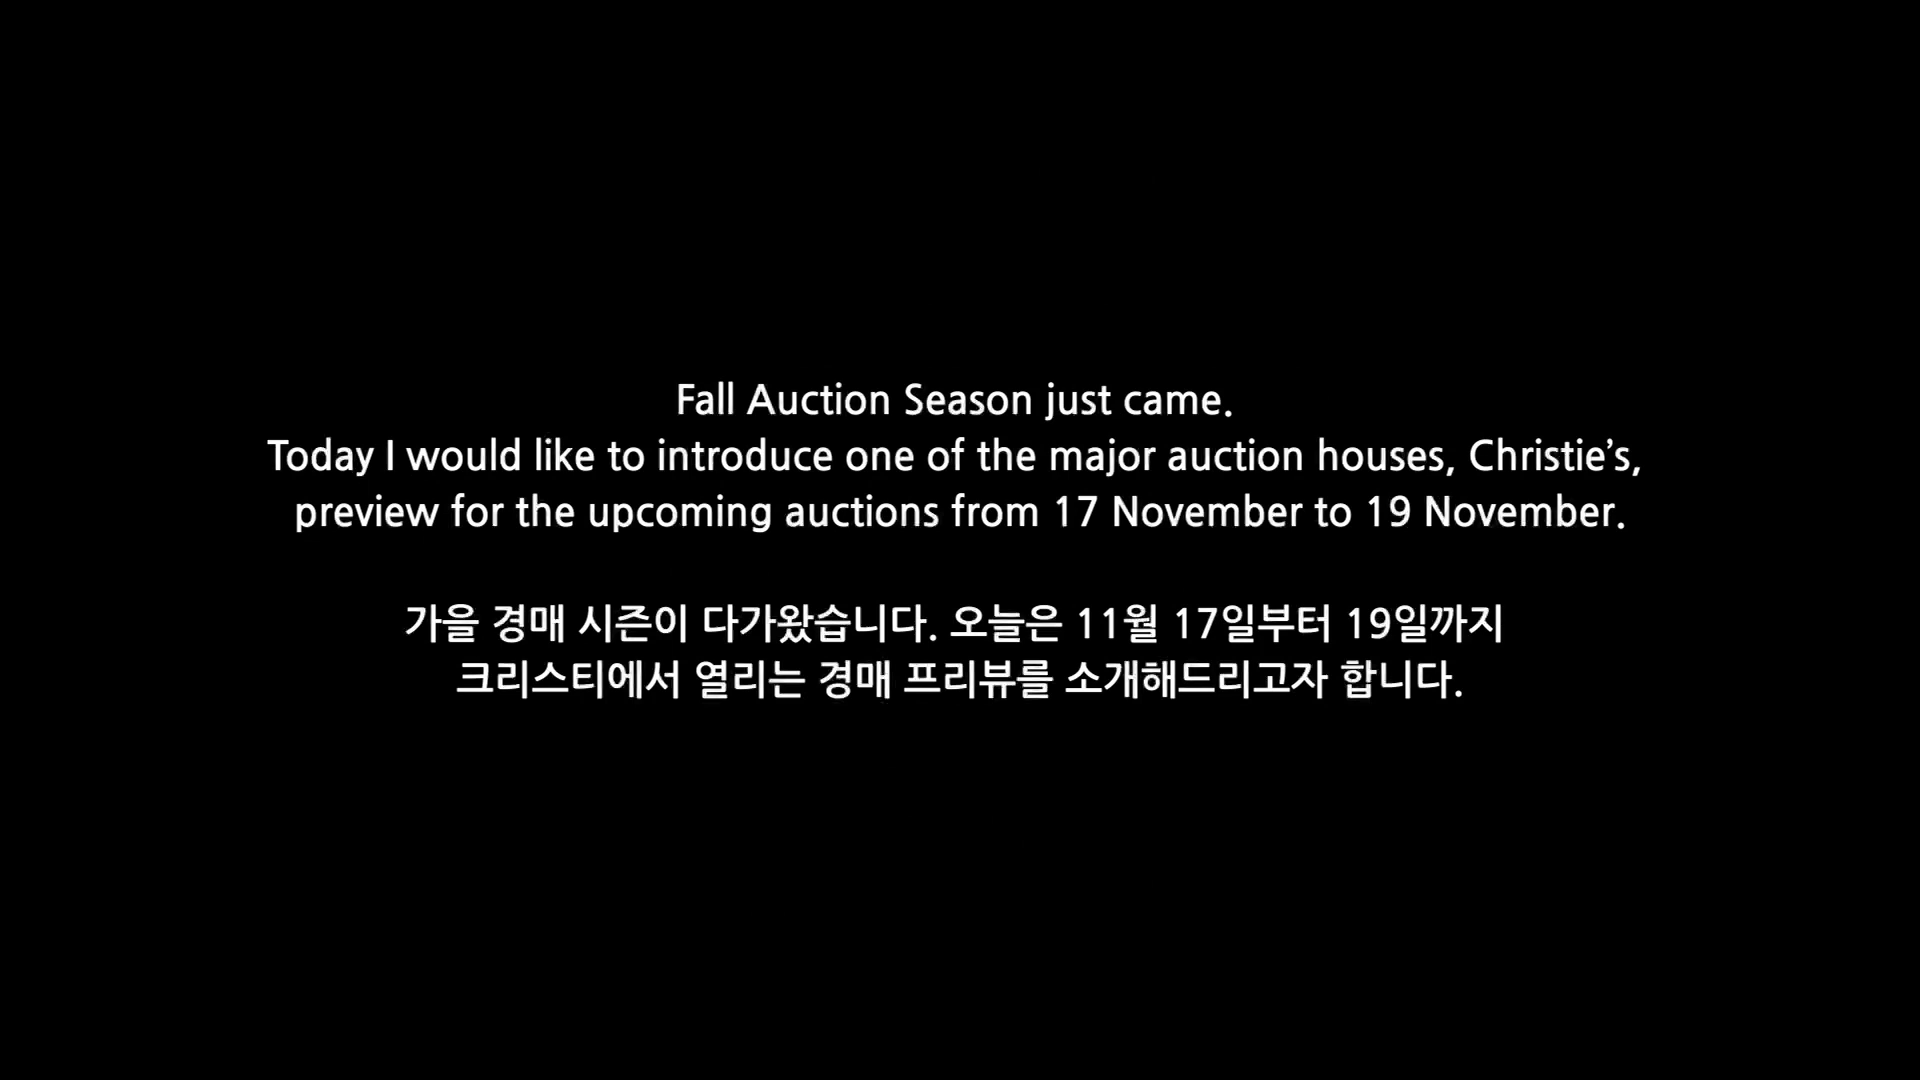 Fall Auction Season just came.
Today I would like to introduce one of the major auction houses, Christie’s,
preview for the upcoming auctions from 17 November to 19 November.
가을 경매 시즌이 다가왔습니다. 오늘은 11월 17일부터 19일까지
크리스티에서 열리는 경매 프리뷰를 소개해드리고자 합니다.